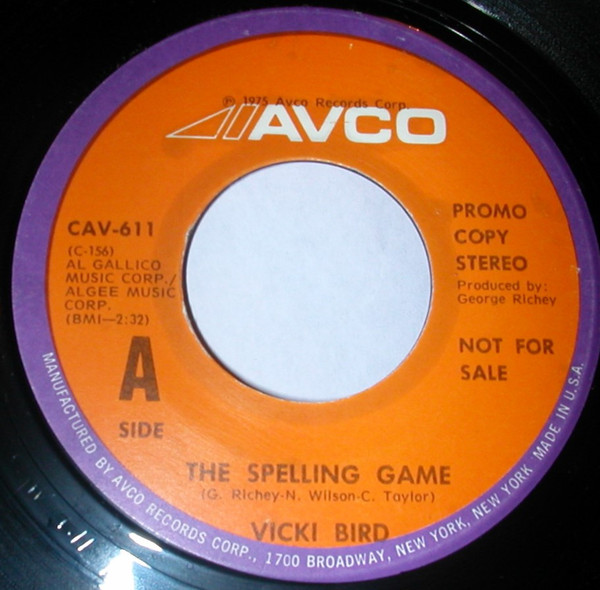 ℗ 1975 Avco Records Corp.
AVCO
CAV-611
(C-156)
AL GALLICO
MUSIC CORP./
ALGEE MUSIC
CORP.
(BMI—2:32)
A
SIDE
PROMO
COPY
STEREO
Produced by:
George Richey
NOT FOR
SALE
THE SPELLING GAME
(G. Richey-N. Wilson-C. Taylor)
VICKI BIRD
MANUFACTURED BY AVCO RECORDS CORP., 1700 BROADWAY, NEW YORK, NEW YORK MADE IN U.S.A.